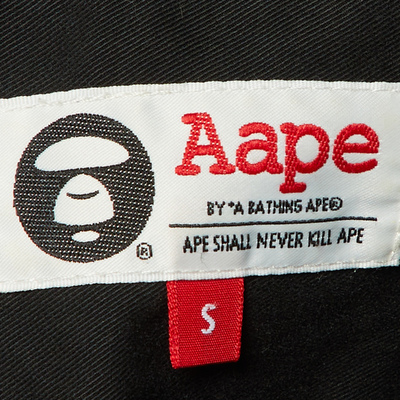 Aape
BY *A BATHING APE®
APE SHALL NEVER KILL APE
®
S